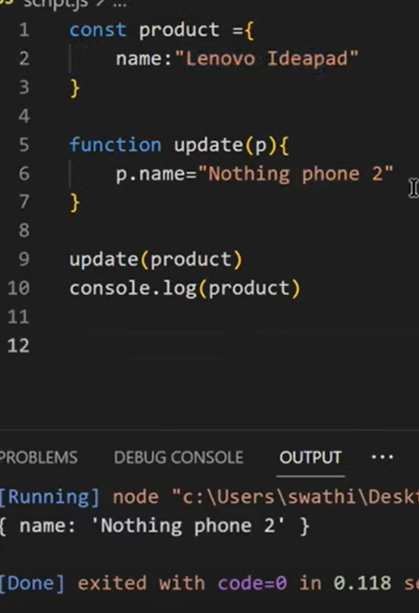 script.js > ...
1 const product ={
2 name:"Lenovo Ideapad"
3 }
4
5 function update(p){
6 p.name="Nothing phone 2"
7 }
8
9 update(product)
10 console.log(product)
11
12
PROBLEMS DEBUG CONSOLE OUTPUT ...
[Running] node "c:\Users\swathi\Deskt
{ name: 'Nothing phone 2' }
[Done] exited with code=0 in 0.118 se